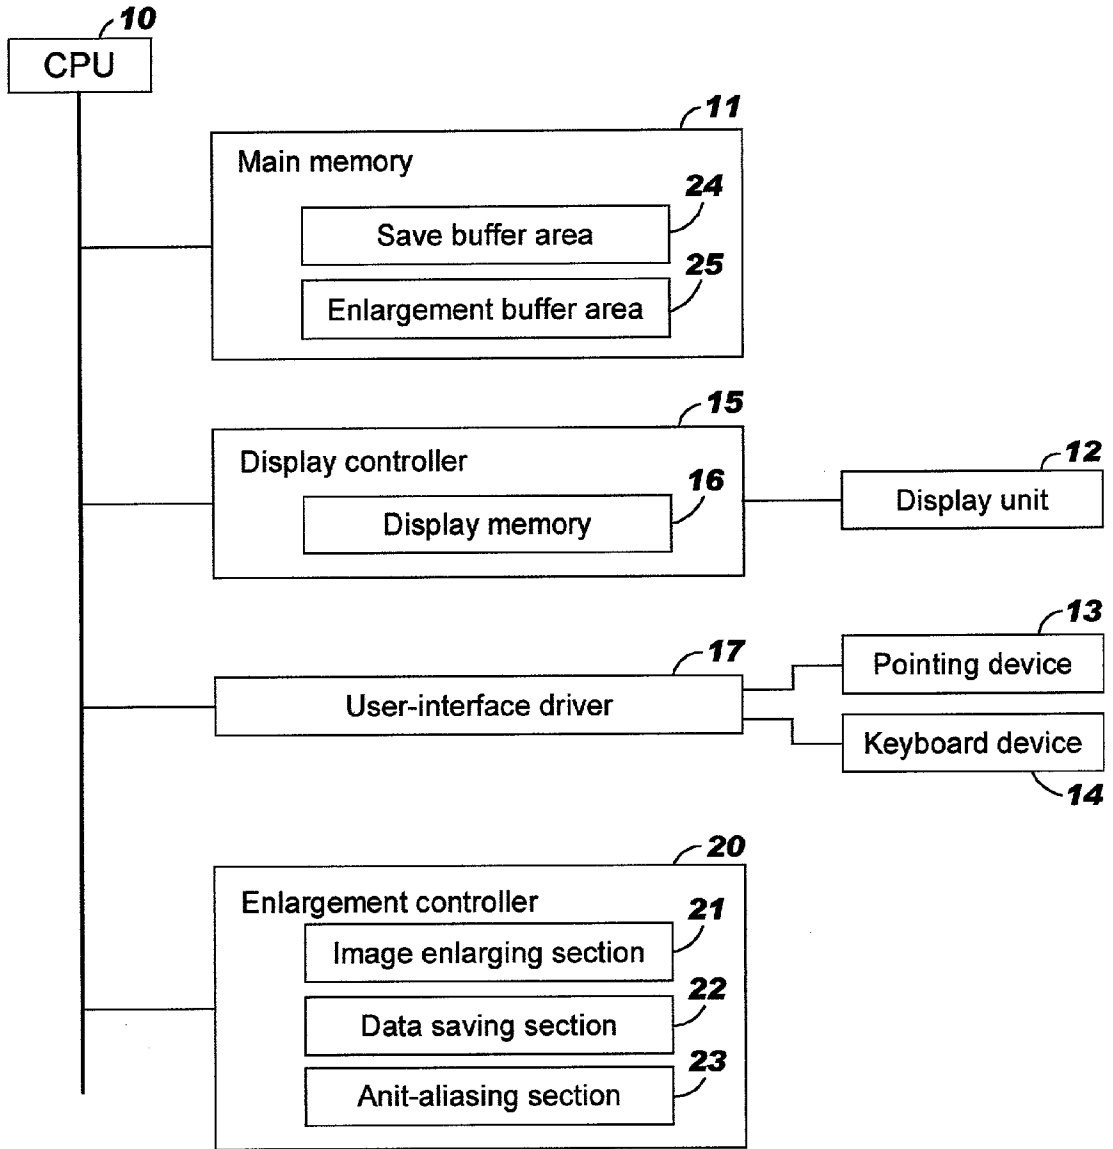 10
CPU
11
Main memory
24
Save buffer area
25
Enlargement buffer area
15
Display controller
16
Display memory
12
Display unit
17
User-interface driver
13
Pointing device
Keyboard device
14
20
Enlargement controller
21
Image enlarging section
22
Data saving section
23
Anit-aliasing section